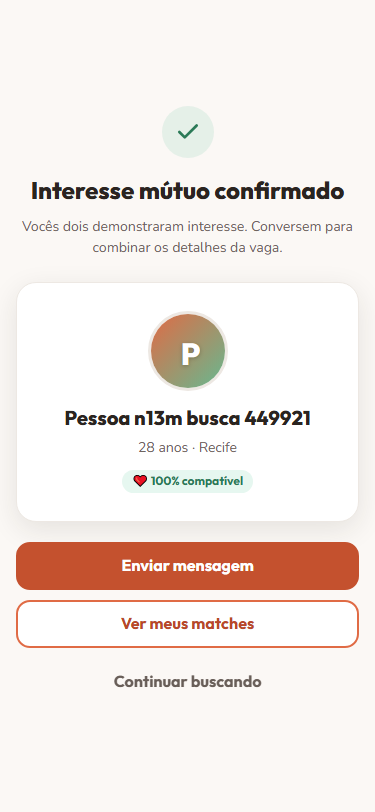 Interesse mútuo confirmado
Vocês dois demonstraram interesse. Conversem para
combinar os detalhes da vaga.
P
Pessoa n13m busca 449921
28 anos · Recife
100% compatível
Enviar mensagem
Ver meus matches
Continuar buscando